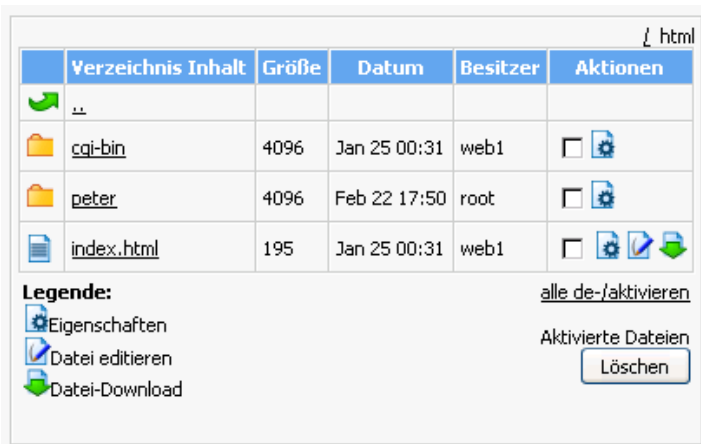 / html
Verzeichnis Inhalt Größe Datum Besitzer Aktionen
..
cgi-bin 4096 Jan 25 00:31 web1
peter 4096 Feb 22 17:50 root
index.html 195 Jan 25 00:31 web1
Legende:
alle de-/aktivieren
Eigenschaften
Datei editieren
Datei-Download
Aktivierte Dateien
Löschen